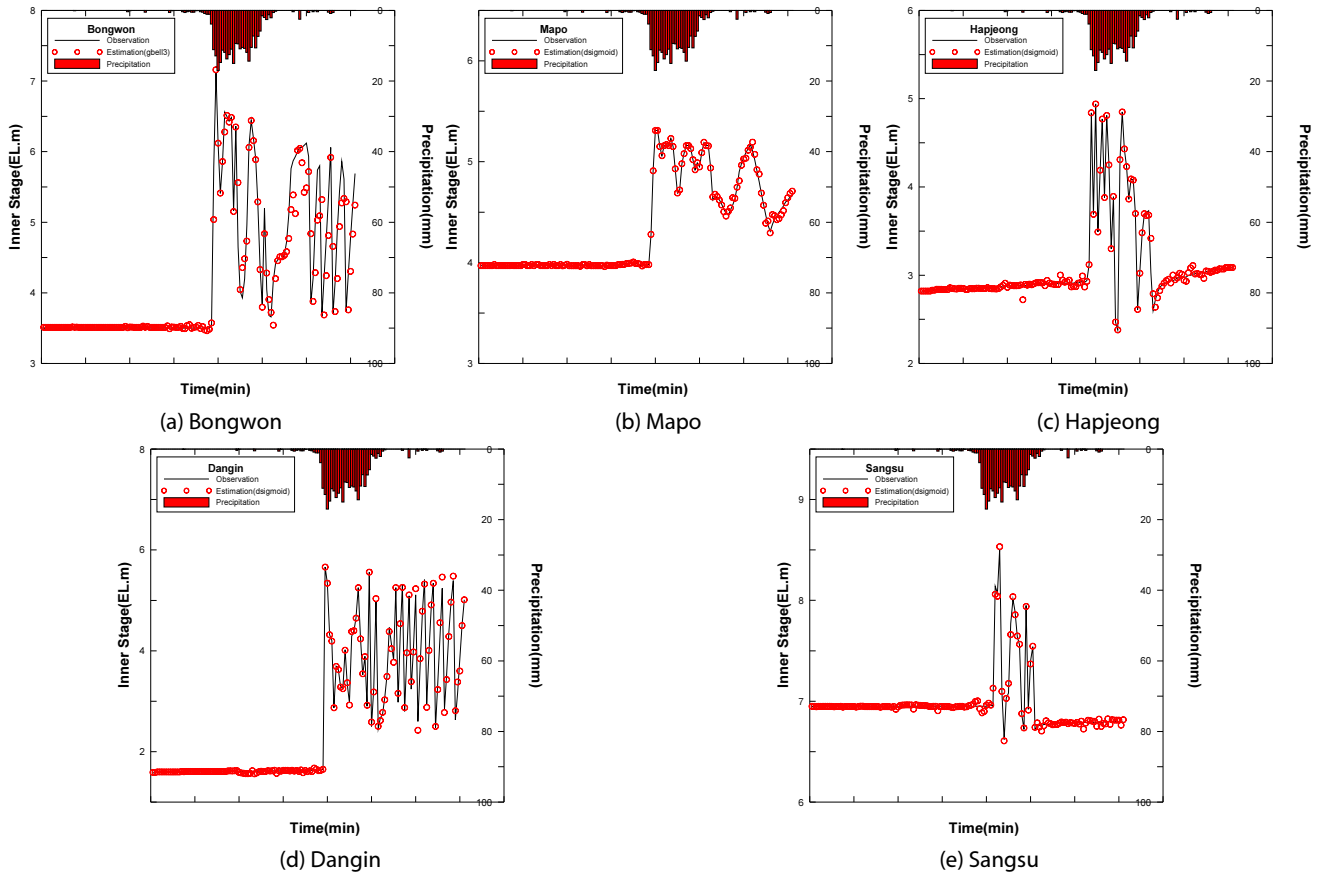 Bongwon
Observation
Estimation(gbell3)
Precipitation
8
7
6
5
4
3
Inner Stage(EL.m)
0
20
40
60
80
100
Precipitation(mm)
Time(min)
(a) Bongwon
Mapo
Observation
Estimation(dsigmoid)
Precipitation
6
5
4
3
Inner Stage(EL.m)
0
20
40
60
80
100
Precipitation(mm)
Time(min)
(b) Mapo
Hapjeong
Observation
Estimation(dsigmoid)
Precipitation
6
5
4
3
2
Inner Stage(EL.m)
0
20
40
60
80
100
Precipitation(mm)
Time(min)
(c) Hapjeong
Dangin
Observation
Estimation(dsigmoid)
Precipitation
8
6
4
2
Inner Stage(EL.m)
0
20
40
60
80
100
Precipitation(mm)
Time(min)
(d) Dangin
Sangsu
Observation
Estimation(dsigmoid)
Precipitation
9
8
7
6
Inner Stage(EL.m)
0
20
40
60
80
100
Precipitation(mm)
Time(min)
(e) Sangsu